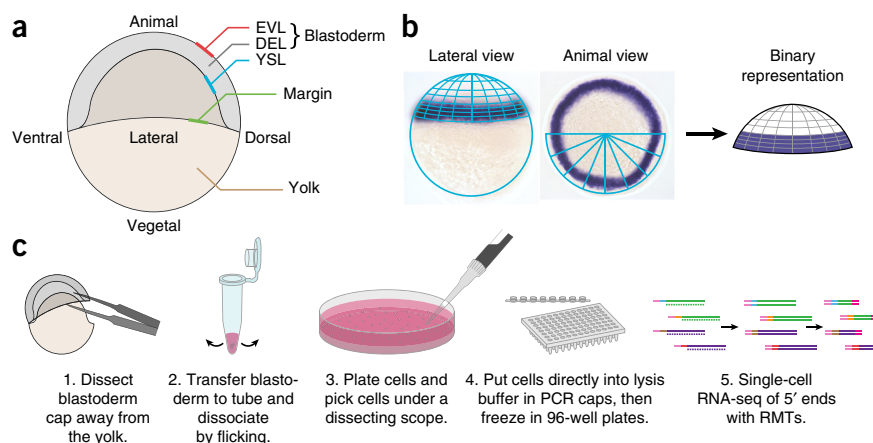 a
Animal
EVL
DEL
Blastoderm
YSL
Margin
Ventral
Lateral
Dorsal
Yolk
Vegetal
b
Lateral view
Animal view
Binary
representation
c
1. Dissect
blastoderm
cap away from
the yolk.
2. Transfer blasto-
derm to tube and
dissociate
by flicking.
3. Plate cells and
pick cells under a
dissecting scope.
4. Put cells directly into lysis
buffer in PCR caps, then
freeze in 96-well plates.
5. Single-cell
RNA-seq of 5′ ends
with RMTs.